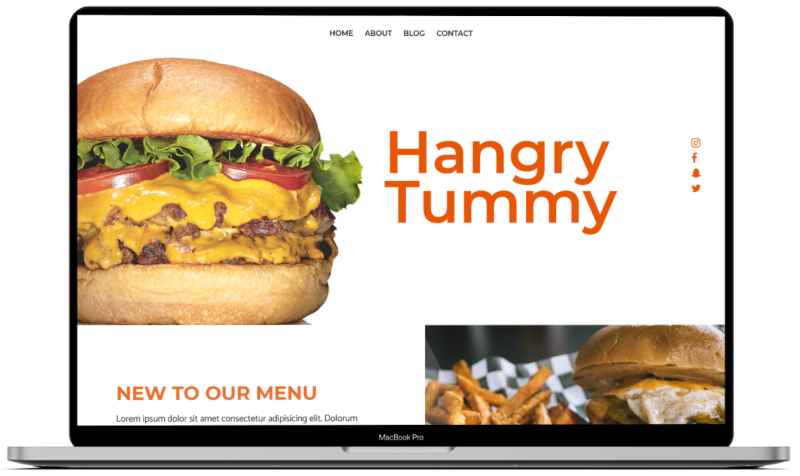 HOME ABOUT BLOG CONTACT
Hangry
Tummy
NEW TO OUR MENU
Lorem ipsum dolor sit amet consectetur adipisicing elit. Dolorum
MacBook Pro